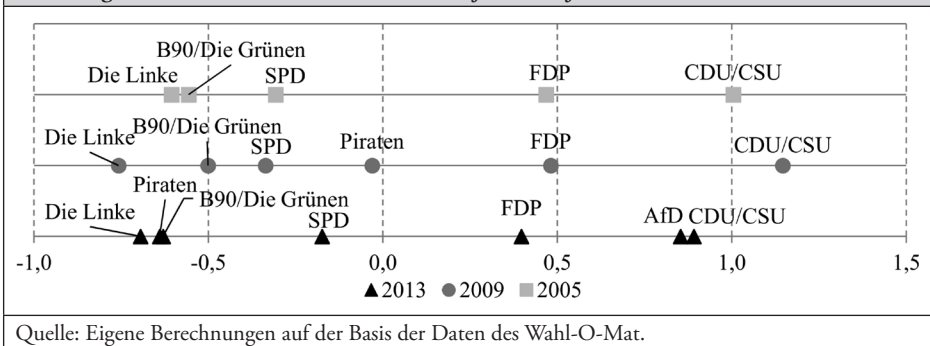 B90/Die Grünen
Die Linke SPD FDP CDU/CSU
Die Linke B90/Die Grünen SPD Piraten FDP CDU/CSU
Piraten
Die Linke B90/Die Grünen SPD FDP AfD CDU/CSU
-1,0 -0,5 0,0 0,5 1,0 1,5
▲2013 ●2009 ■2005
Quelle: Eigene Berechnungen auf der Basis der Daten des Wahl-O-Mat.